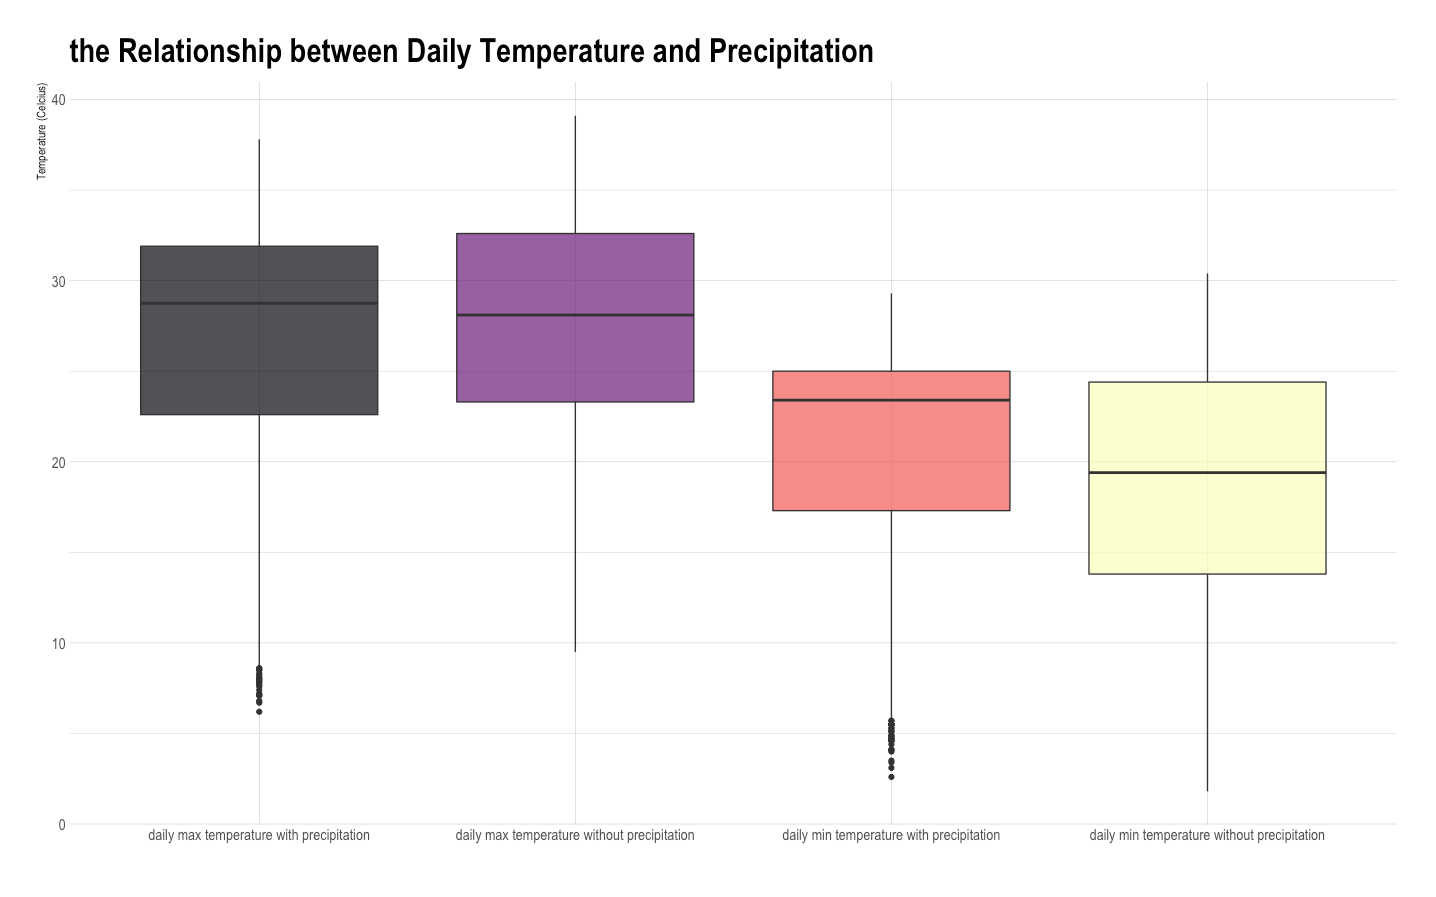 the Relationship between Daily Temperature and Precipitation
Temperature (Celcius)
40
30
20
10
0
daily max temperature with precipitation
daily max temperature without precipitation
daily min temperature with precipitation
daily min temperature without precipitation